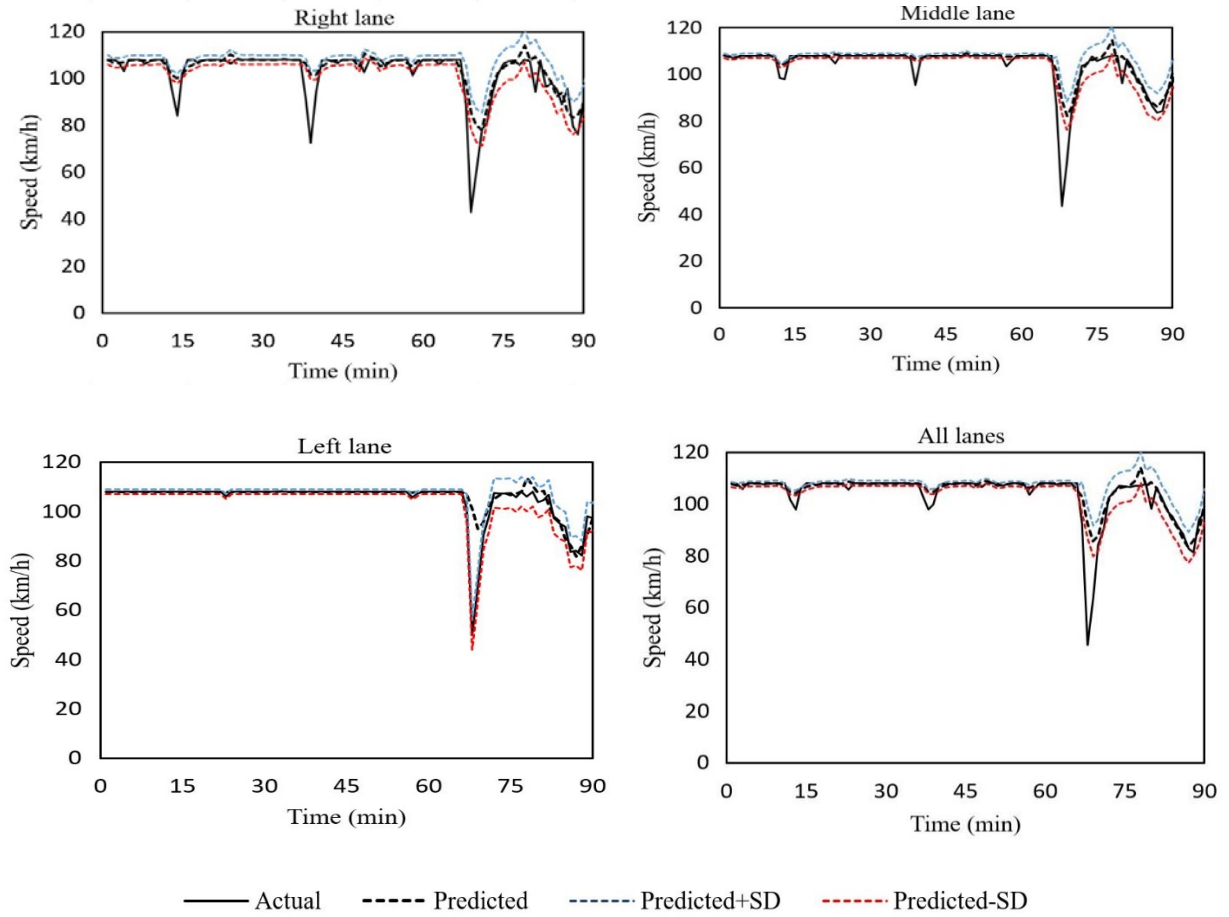 Right lane
120
100
80
60
40
20
0
Speed (km/h)
0 15 30 45 60 75 90
Time (min)
Middle lane
120
100
80
60
40
20
0
Speed (km/h)
0 15 30 45 60 75 90
Time (min)
Left lane
120
100
80
60
40
20
0
Speed (km/h)
0 15 30 45 60 75 90
Time (min)
All lanes
120
100
80
60
40
20
0
Speed (km/h)
0 15 30 45 60 75 90
Time (min)
Actual Predicted Predicted+SD Predicted-SD